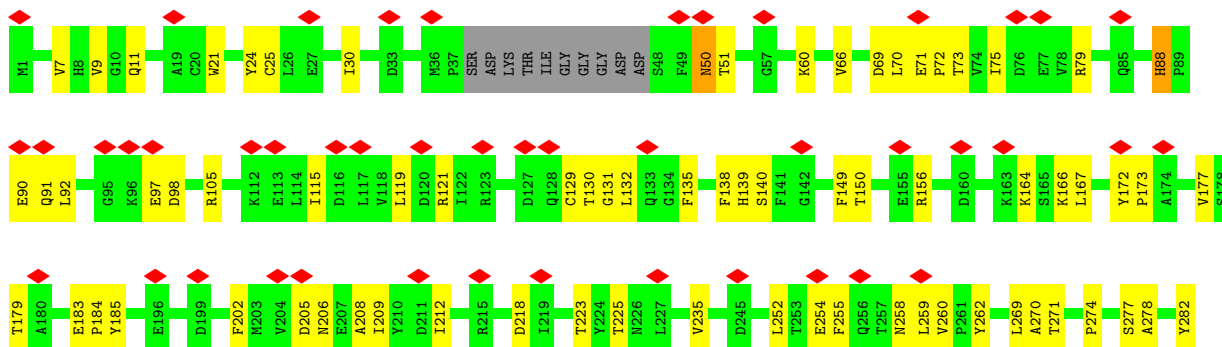 M1 V7 H8 V9 G10 Q11 A19 C20 W21 Y24 C25 L26 E27 I30 D33 M36 P37 SER ASP LYS THR ILE GLY GLY GLY ASP ASP S48 F49 N50 T51 G57 K60 V66 D69 L70 E71 P72 T73 V74 I75 D76 E77 V78 R79 Q85 H88 P89
E90 Q91 L92 G95 K96 E97 D98 R105 K112 E113 L114 I115 D116 L117 V118 L119 D120 R121 I122 R123 D127 Q128 C129 T130 G131 L132 Q133 G134 F135 F138 H139 S140 F141 G142 F149 T150 E155 R156 D160 K163 K164 S165 K166 L167 Y172 P173 A174 V177 S178
T179 A180 E183 P184 Y185 E196 D199 F202 M203 V204 D205 N206 E207 A208 I209 Y210 D211 I212 R215 D218 I219 T223 Y224 T225 N226 L227 V235 D245 L252 T253 E254 F255 Q256 T257 N258 L259 V260 P261 Y262 L269 A270 T271 P274 S277 A278 Y282